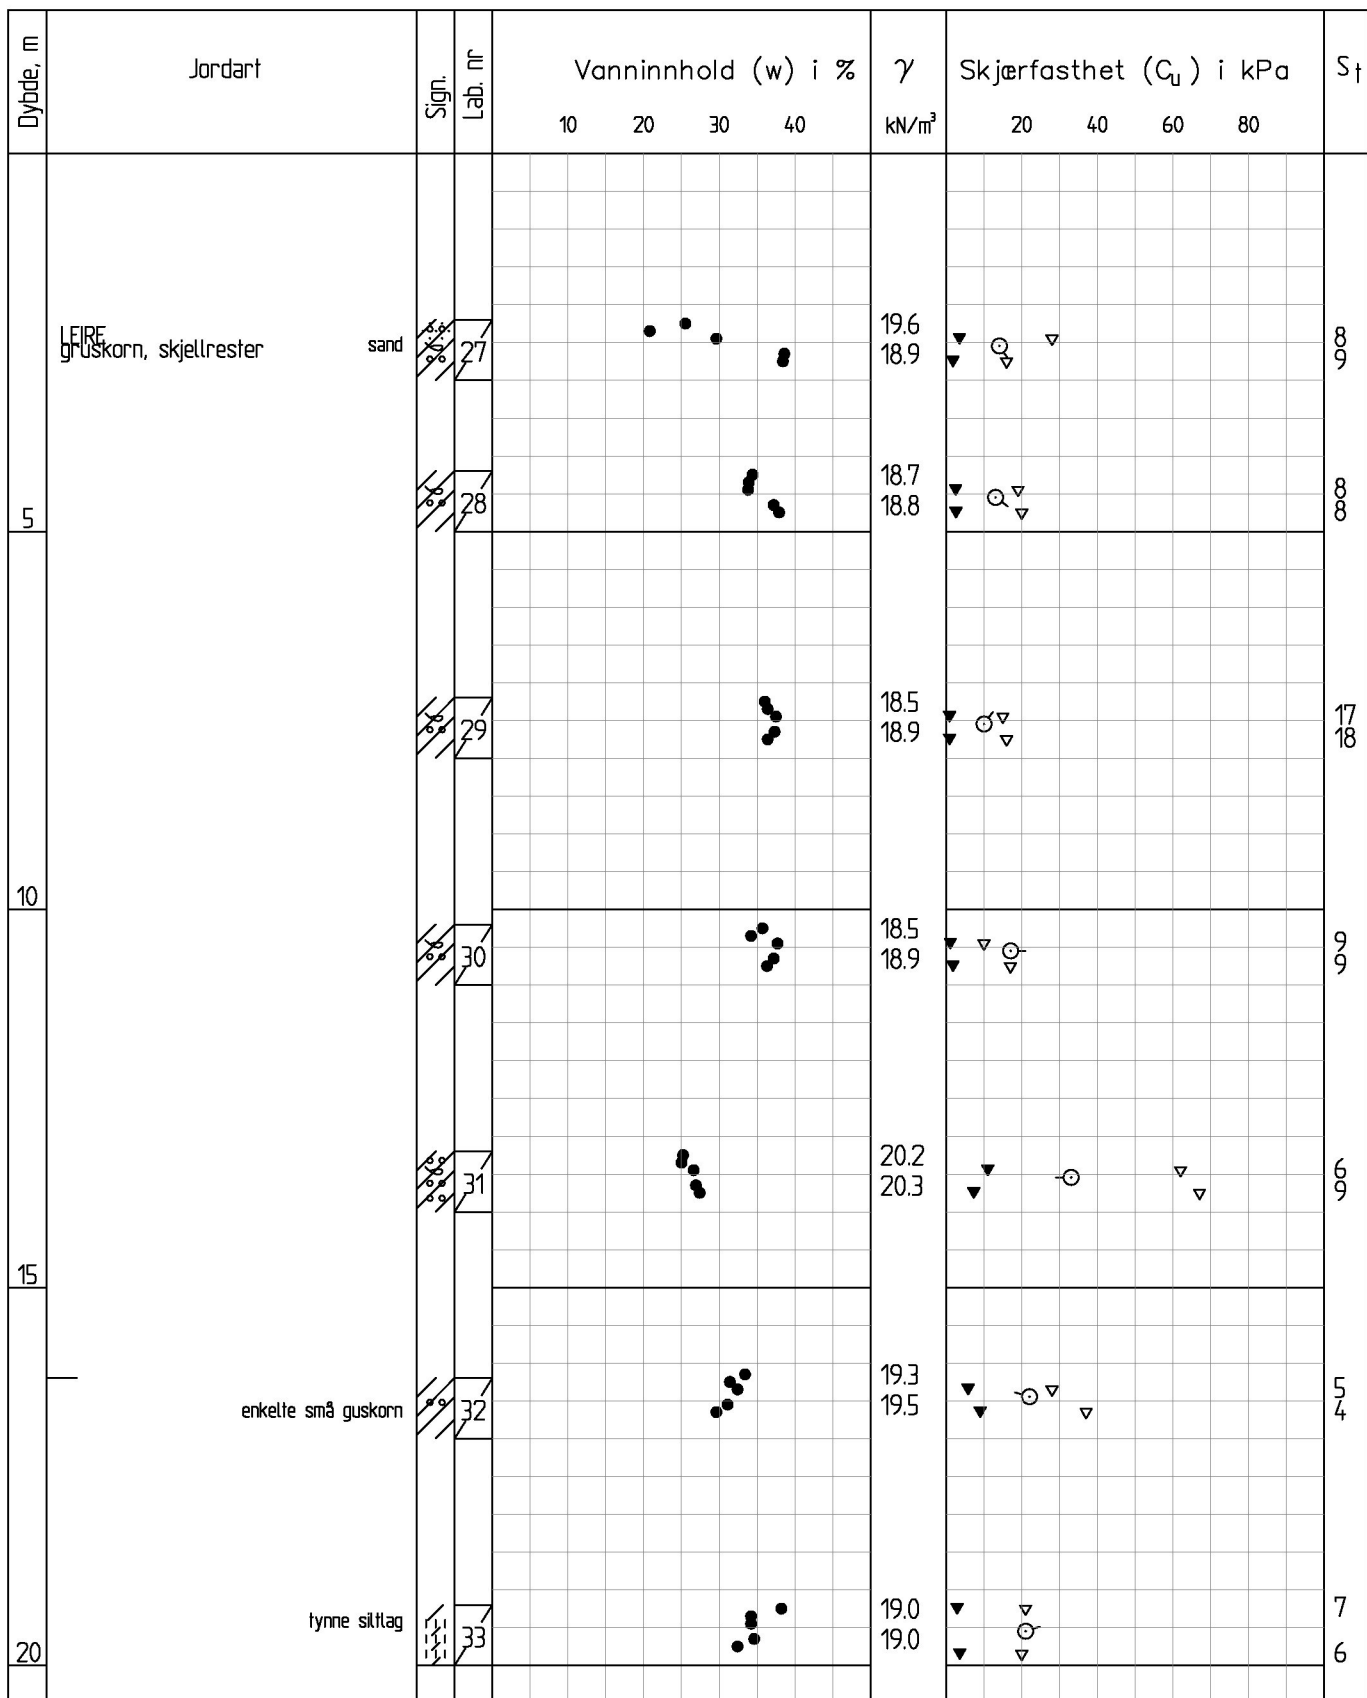 Dybde, m
Jordart
Sign.
Lab. nr
Vanninnhold (w) i %
10 20 30 40
γ
kN/m³
Skjærfasthet (Cu) i kPa
20 40 60 80
St
LEIRE
gruskorn, skjellrester
sand
27
19.6
18.9
8
9
28
18.7
18.8
8
8
5
29
18.5
18.9
17
18
10
30
18.5
18.9
9
9
31
20.2
20.3
6
9
15
enkelte små guskorn
32
19.3
19.5
5
4
tynne siltlag
33
19.0
19.0
7
6
20